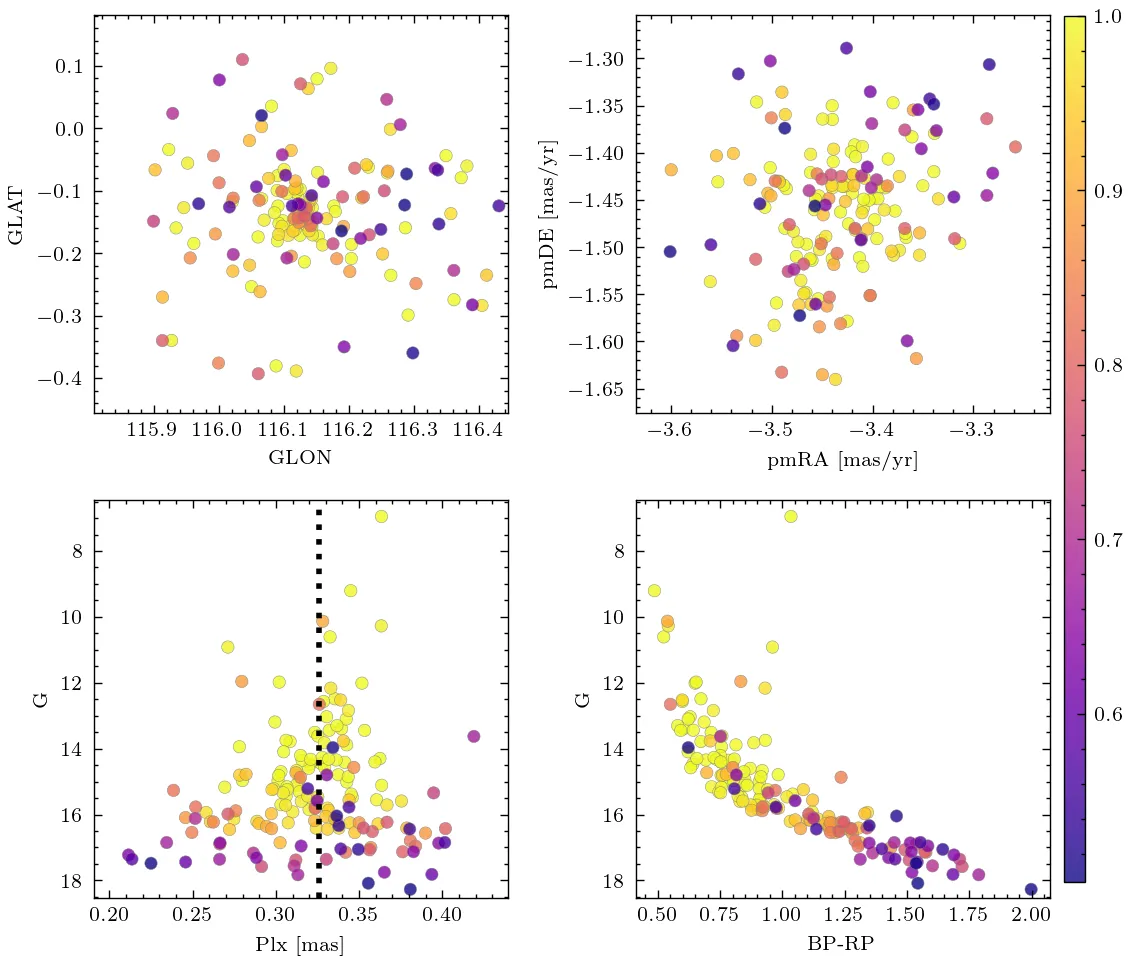 0.1
0.0
−0.1
−0.2
−0.3
−0.4
GLAT
115.9 116.0 116.1 116.2 116.3 116.4
GLON
−1.30
−1.35
−1.40
−1.45
−1.50
−1.55
−1.60
−1.65
pmDE [mas/yr]
−3.6 −3.5 −3.4 −3.3
pmRA [mas/yr]
1.0
0.9
0.8
0.7
0.6
8
10
12
14
16
18
G
0.20 0.25 0.30 0.35 0.40
Plx [mas]
8
10
12
14
16
18
G
0.50 0.75 1.00 1.25 1.50 1.75 2.00
BP-RP